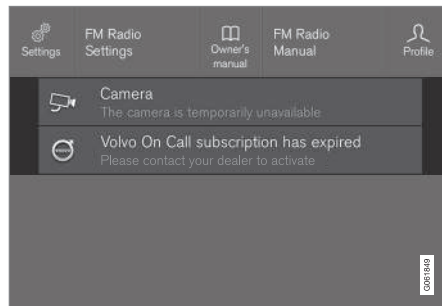 Settings
FM Radio
Settings
Owner's
manual
FM Radio
Manual
Profile
Camera
The camera is temporarily unavailable
Volvo On Call subscription has expired
Please contact your dealer to activate
G061849